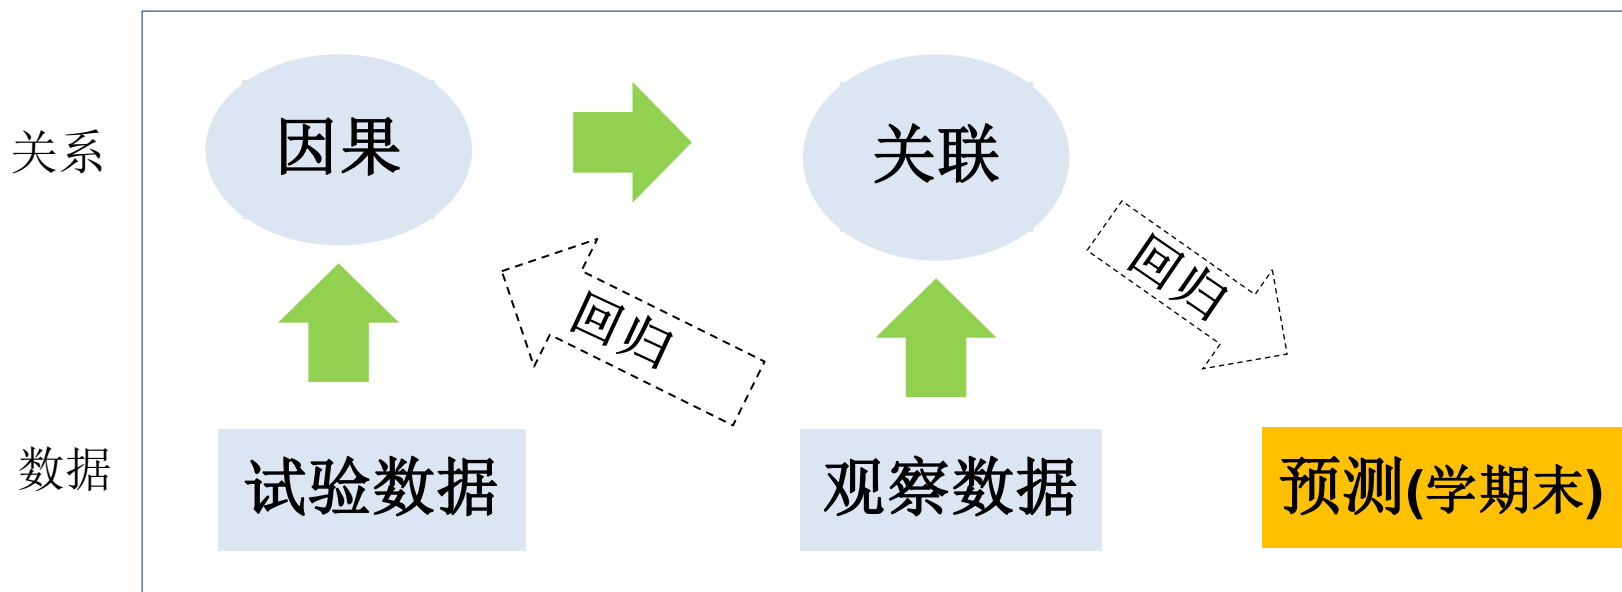 关系
因果
关联
回归
回归
数据
试验数据
观察数据
预测(学期末)